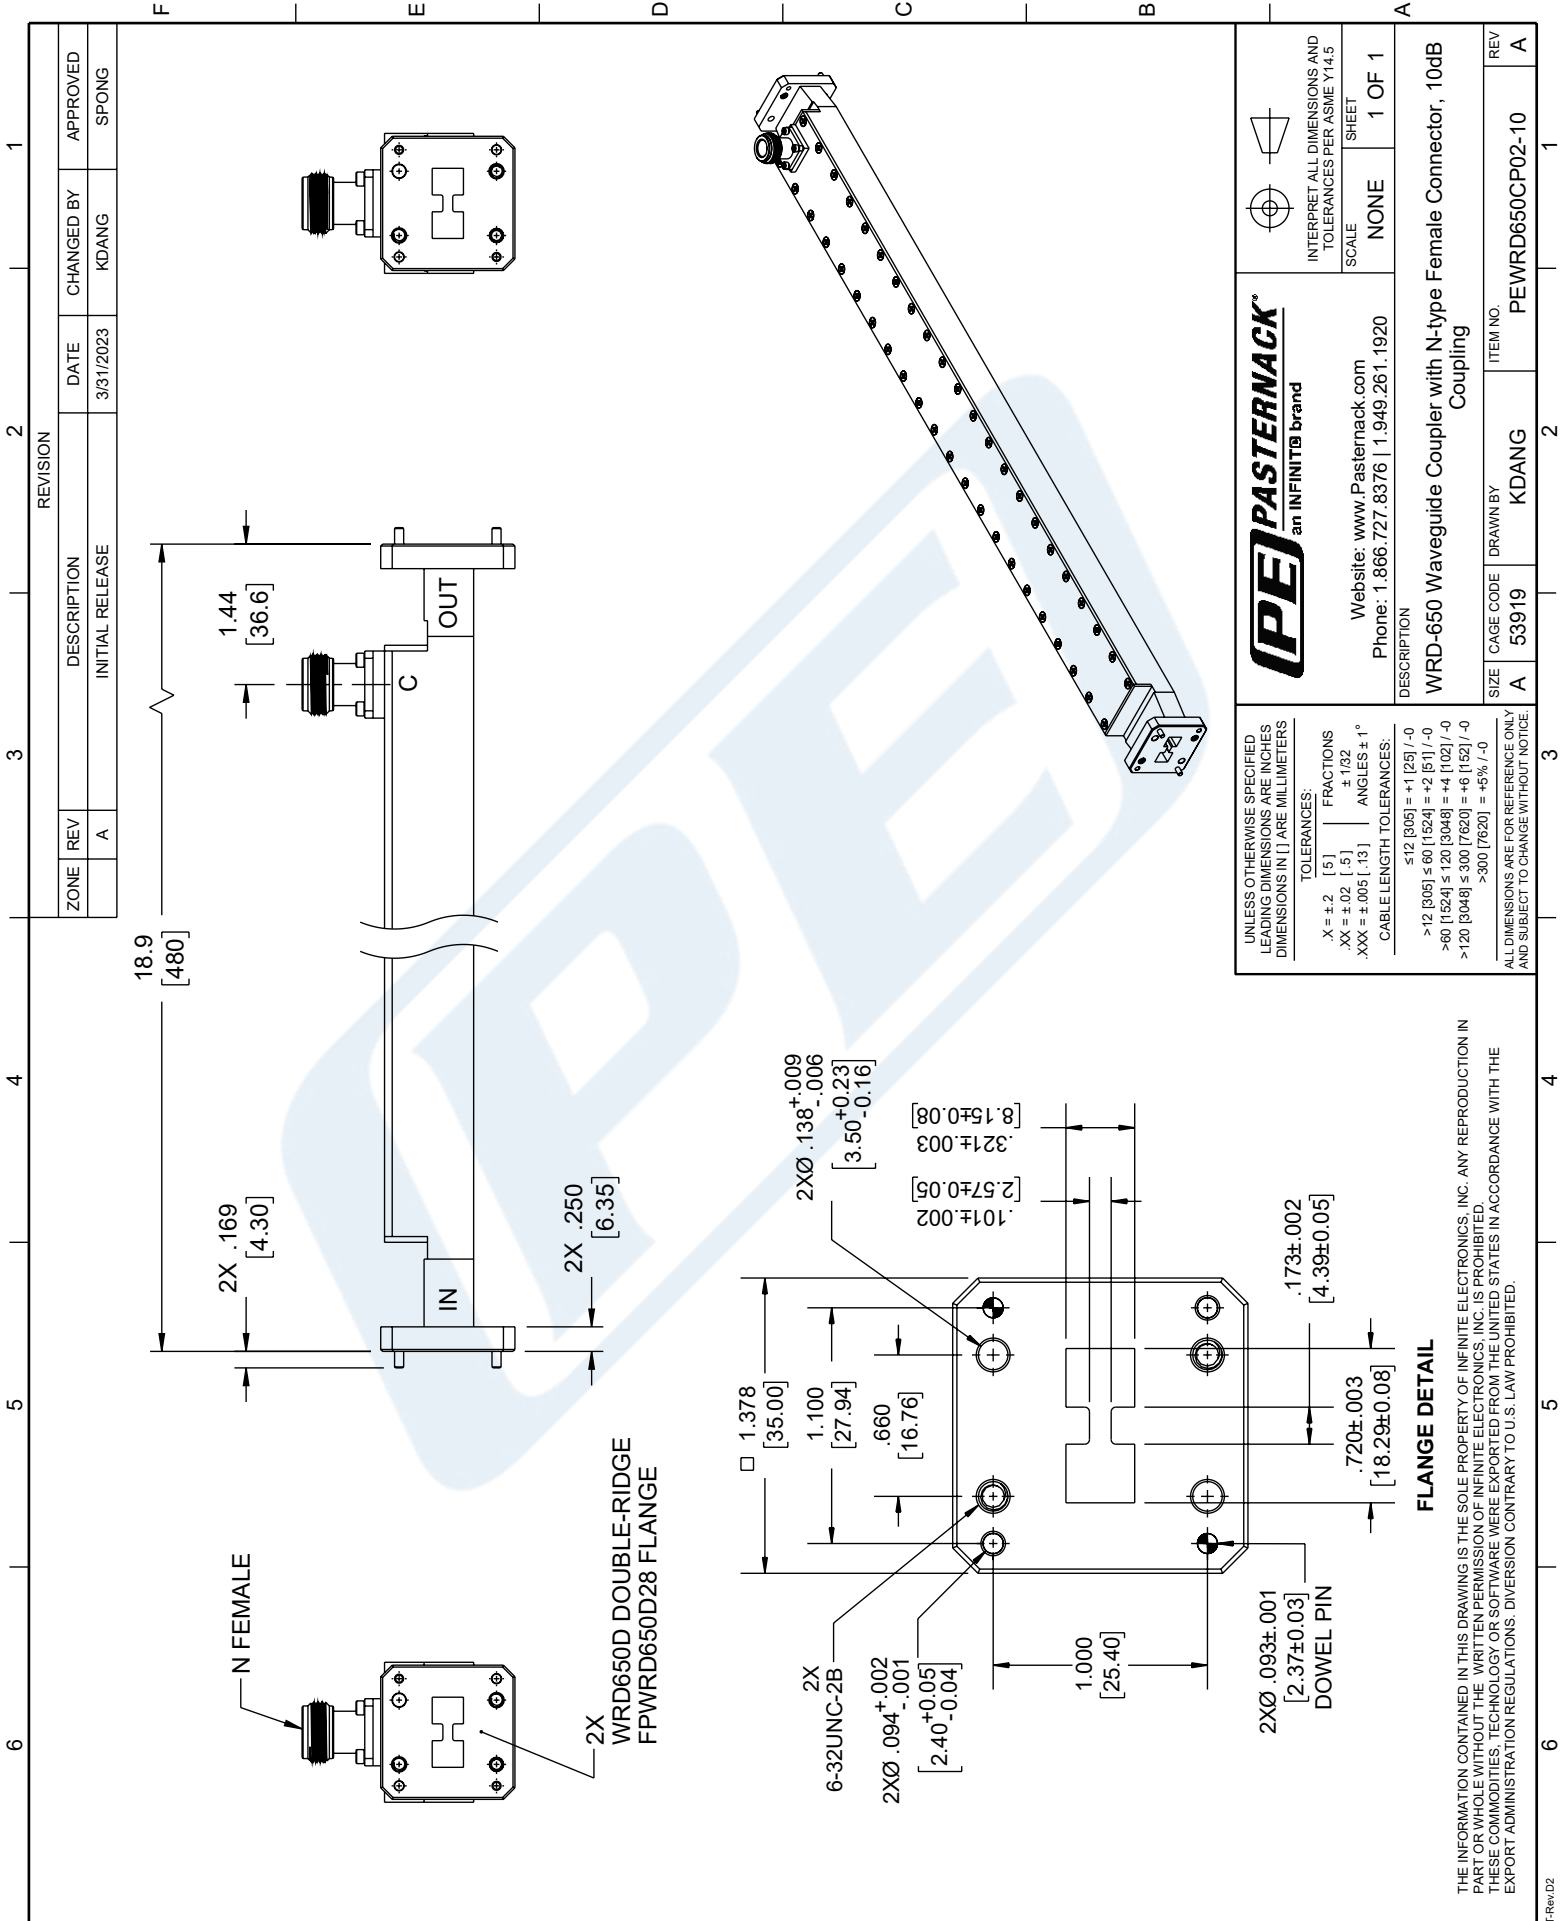 6
5
4
3
2
1
F
E
D
C
B
A
REVISION
ZONE REV DESCRIPTION DATE CHANGED BY APPROVED
A INITIAL RELEASE 3/31/2023 KDANG SPONG
18.9
[480]
1.44
[36.6]
2X .169
[4.30]
2X .250
[6.35]
IN
OUT
C
N FEMALE
2X
WRD650D DOUBLE-RIDGE
FPWRD650D28 FLANGE
PE
□ 1.378
[35.00]
1.100
[27.94]
.660
[16.76]
2X
6-32UNC-2B
2XØ .094 +.002 -.001
[2.40 +0.05 -0.04]
2XØ .138 +.009 -.006
[3.50 +0.23 -0.16]
.101±.002
[2.57±0.05]
.321±.003
[8.15±0.08]
1.000
[25.40]
2XØ .093±.001
[2.37±0.03]
DOWEL PIN
.173±.002
[4.39±0.05]
.720±.003
[18.29±0.08]
FLANGE DETAIL
THE INFORMATION CONTAINED IN THIS DRAWING IS THE SOLE PROPERTY OF INFINITE ELECTRONICS, INC. ANY REPRODUCTION IN
PART OR WHOLE WITHOUT THE WRITTEN PERMISSION OF INFINITE ELECTRONICS, INC. IS PROHIBITED.
THESE COMMODITIES, TECHNOLOGY OR SOFTWARE WERE EXPORTED FROM THE UNITED STATES IN ACCORDANCE WITH THE
EXPORT ADMINISTRATION REGULATIONS. DIVERSION CONTRARY TO U.S. LAW PROHIBITED.
UNLESS OTHERWISE SPECIFIED
LEADING DIMENSIONS ARE INCHES
DIMENSIONS IN [ ] ARE MILLIMETERS
TOLERANCES:
.X = ±.2 [5] FRACTIONS
.XX = ±.02 [.5] ± 1/32
.XXX = ±.005 [.13] ANGLES ± 1°
CABLE LENGTH TOLERANCES:
≤12 [305] = +1 [25] / -0
>12 [305] ≤ 60 [1524] = +2 [51] / -0
>60 [1524] ≤ 120 [3048] = +4 [102] / -0
>120 [3048] ≤ 300 [7620] = +6 [152] / -0
>300 [7620] = +5% / -0
ALL DIMENSIONS ARE FOR REFERENCE ONLY
AND SUBJECT TO CHANGE WITHOUT NOTICE.
PE PASTERNACK®
an INFINITE brand
Website: www.Pasternack.com
Phone: 1.866.727.8376 | 1.949.261.1920
INTERPRET ALL DIMENSIONS AND
TOLERANCES PER ASME Y14.5
SCALE NONE
SHEET 1 OF 1
DESCRIPTION
WRD-650 Waveguide Coupler with N-type Female Connector, 10dB
Coupling
SIZE A
CAGE CODE 53919
DRAWN BY KDANG
ITEM NO. PEWRD650CP02-10
REV A
6
5
4
3
2
1
A
T-Rev.D2